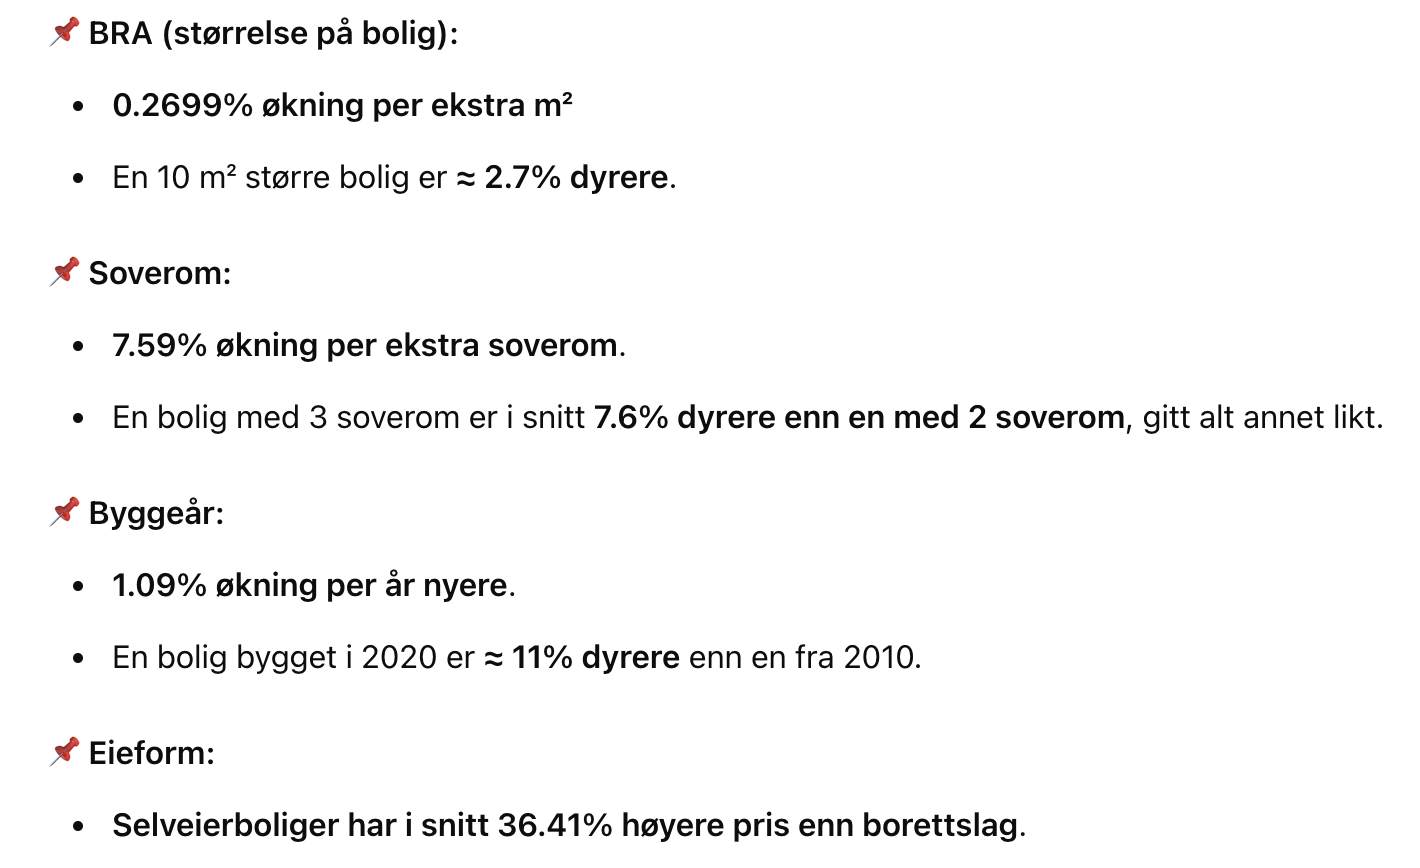 📌 BRA (størrelse på bolig):
• 0.2699% økning per ekstra m²
• En 10 m² større bolig er ≈ 2.7% dyrere.
📌 Soverom:
• 7.59% økning per ekstra soverom.
• En bolig med 3 soverom er i snitt 7.6% dyrere enn en med 2 soverom, gitt alt annet likt.
📌 Byggeår:
• 1.09% økning per år nyere.
• En bolig bygget i 2020 er ≈ 11% dyrere enn en fra 2010.
📌 Eieform:
• Selveierboliger har i snitt 36.41% høyere pris enn borettslag.